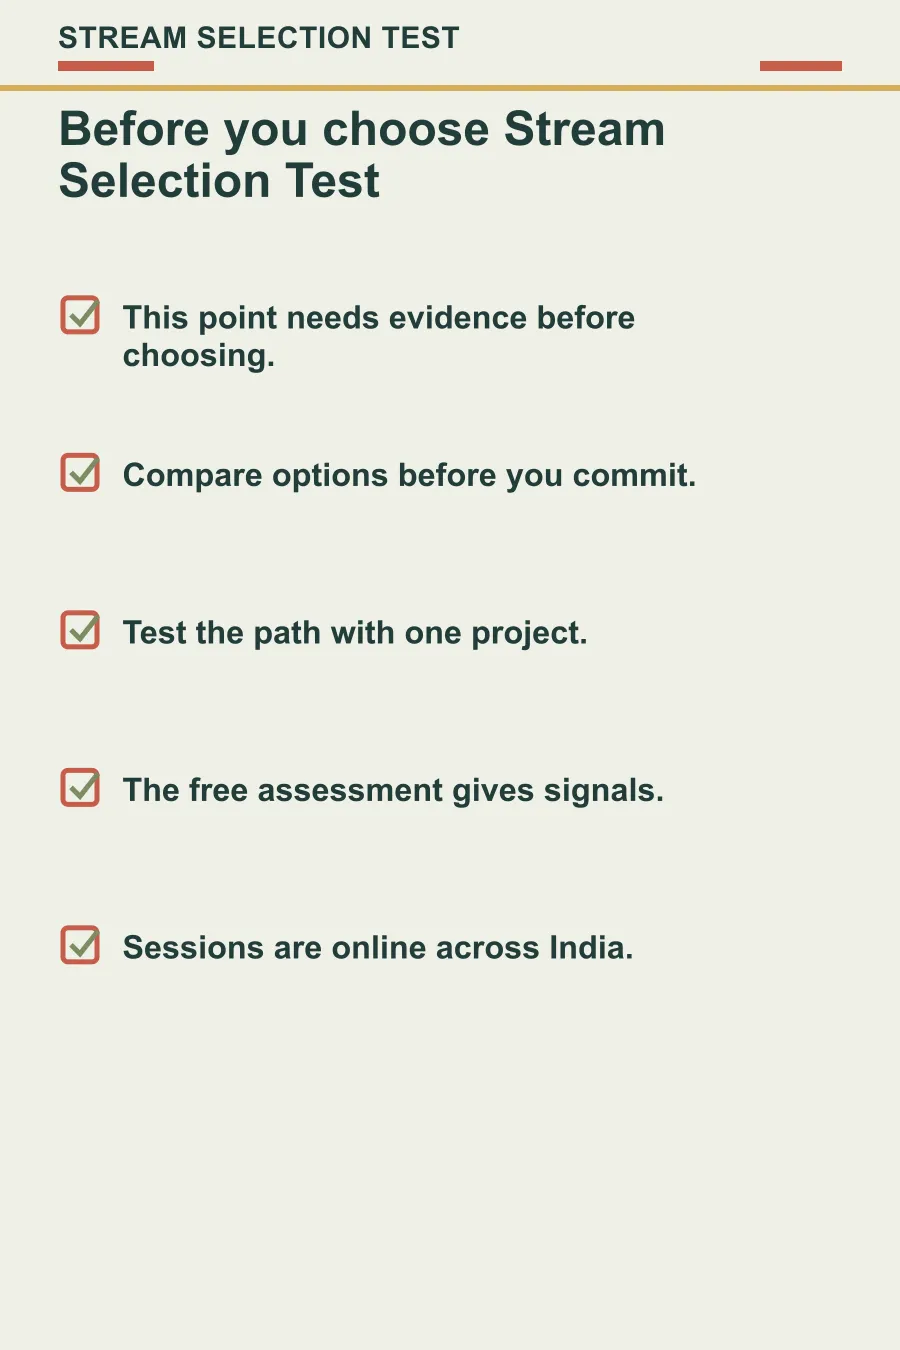 STREAM SELECTION TEST
Before you choose Stream
Selection Test
This point needs evidence before
choosing.
Compare options before you commit.
Test the path with one project.
The free assessment gives signals.
Sessions are online across India.